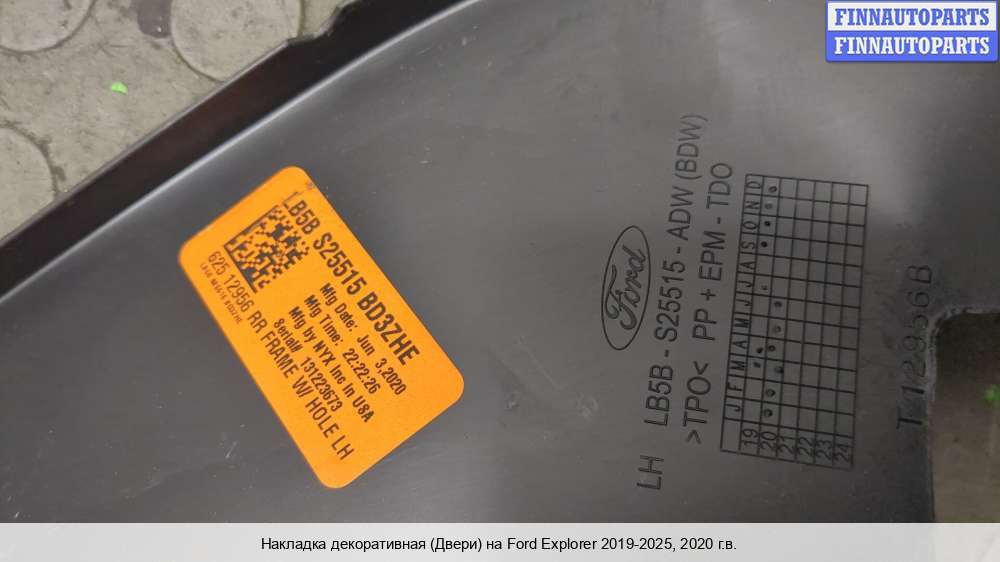 FINNAUTOPARTS
FINNAUTOPARTS
LB5B S25515 BD3ZHE
Mfg Date: Jun 3,2020
Mfg Time: 22:22:26
Mfg by NYX Inc in USA
Serial# 131223673
625 12956 RR FRAME W/ HOLE LH
Ford
LH LB5B - S25515 - ADW (BDW)
>TPO< PP + EPM - TDO
J F M A M J J A S O N D
19
20
21
22
23
24
T12956B
Накладка декоративная (Двери) на Ford Explorer 2019-2025, 2020 г.в.